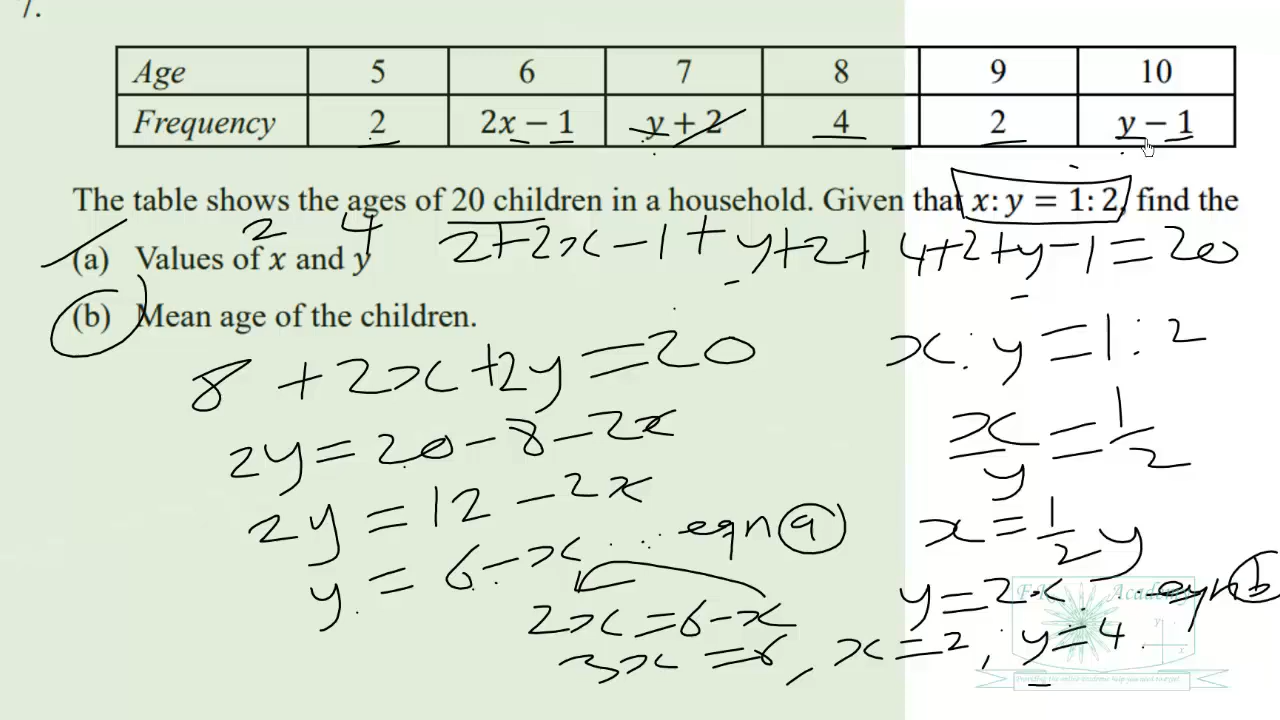 7.
Age 5 6 7 8 9 10
Frequency 2 2x − 1 y + 2 4 2 y − 1
The table shows the ages of 20 children in a household. Given that x: y = 1: 2, find the
2 4
(a) Values of x and y
2+2x−1+y+2+4+2+y−1=20
(b) Mean age of the children.
8 + 2x + 2y = 20
2y = 20 − 8 − 2x
2y = 12 − 2x
y = 6 − x ... eqn a
x : y = 1 : 2
x/y = 1/2
x = 1/2 y
y = 2x ... eqn b
2x = 6 − x
3x = 6, x = 2, y = 4
Academy